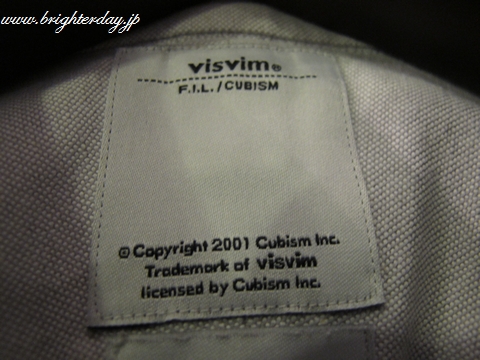 www.brighterday.jp
visvim®
F.I.L./CUBISM
© Copyright 2001 Cubism Inc.
Trademark of visvim
licensed by Cubism Inc.